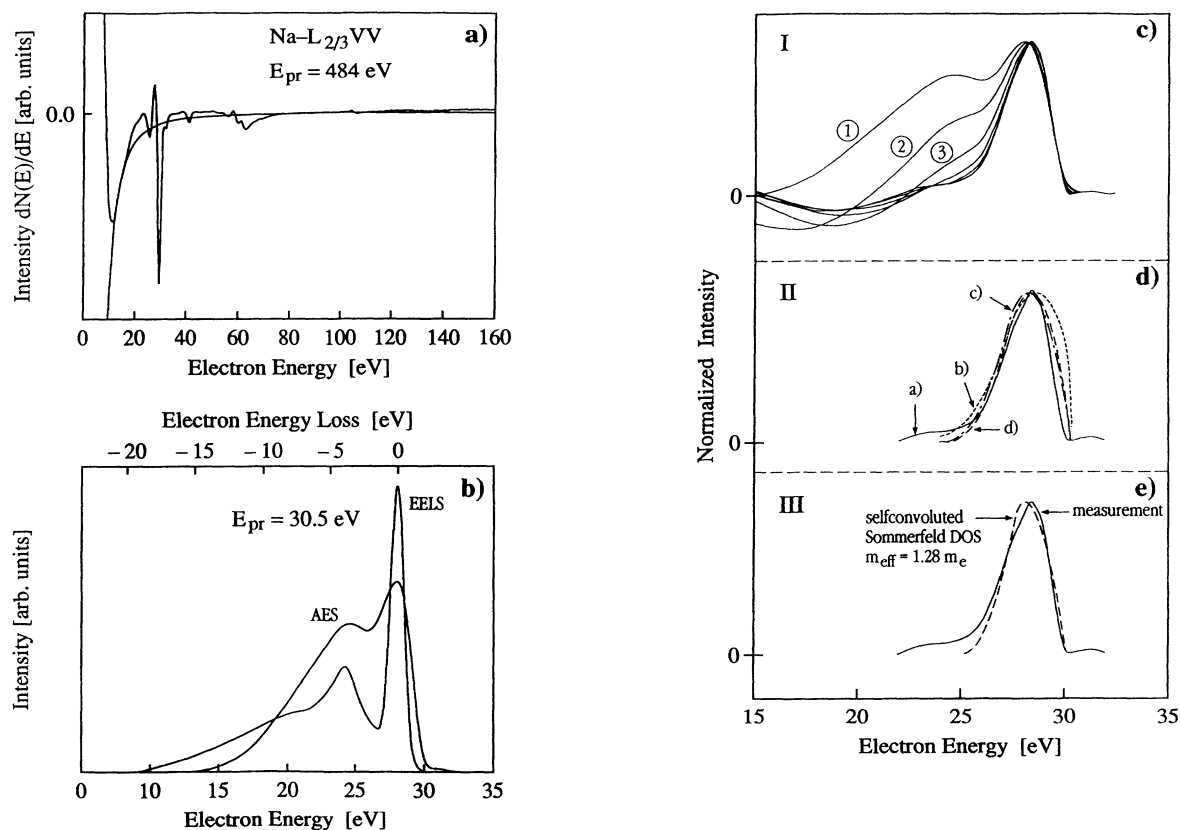 a)
Na–L2/3VV
Epr = 484 eV
0.0
Intensity dN(E)/dE [arb. units]
0 20 40 60 80 100 120 140 160
Electron Energy [eV]
Electron Energy Loss [eV]
−20 −15 −10 −5 0
b)
Epr = 30.5 eV
EELS
AES
Intensity [arb. units]
0 10 15 20 25 30 35
Electron Energy [eV]
I
c)
1
2
3
0
II
d)
c)
b)
a)
d)
0
Normalized Intensity
III
e)
selfconvoluted
Sommerfeld DOS
meff = 1.28 me
measurement
0
15 20 25 30 35
Electron Energy [eV]